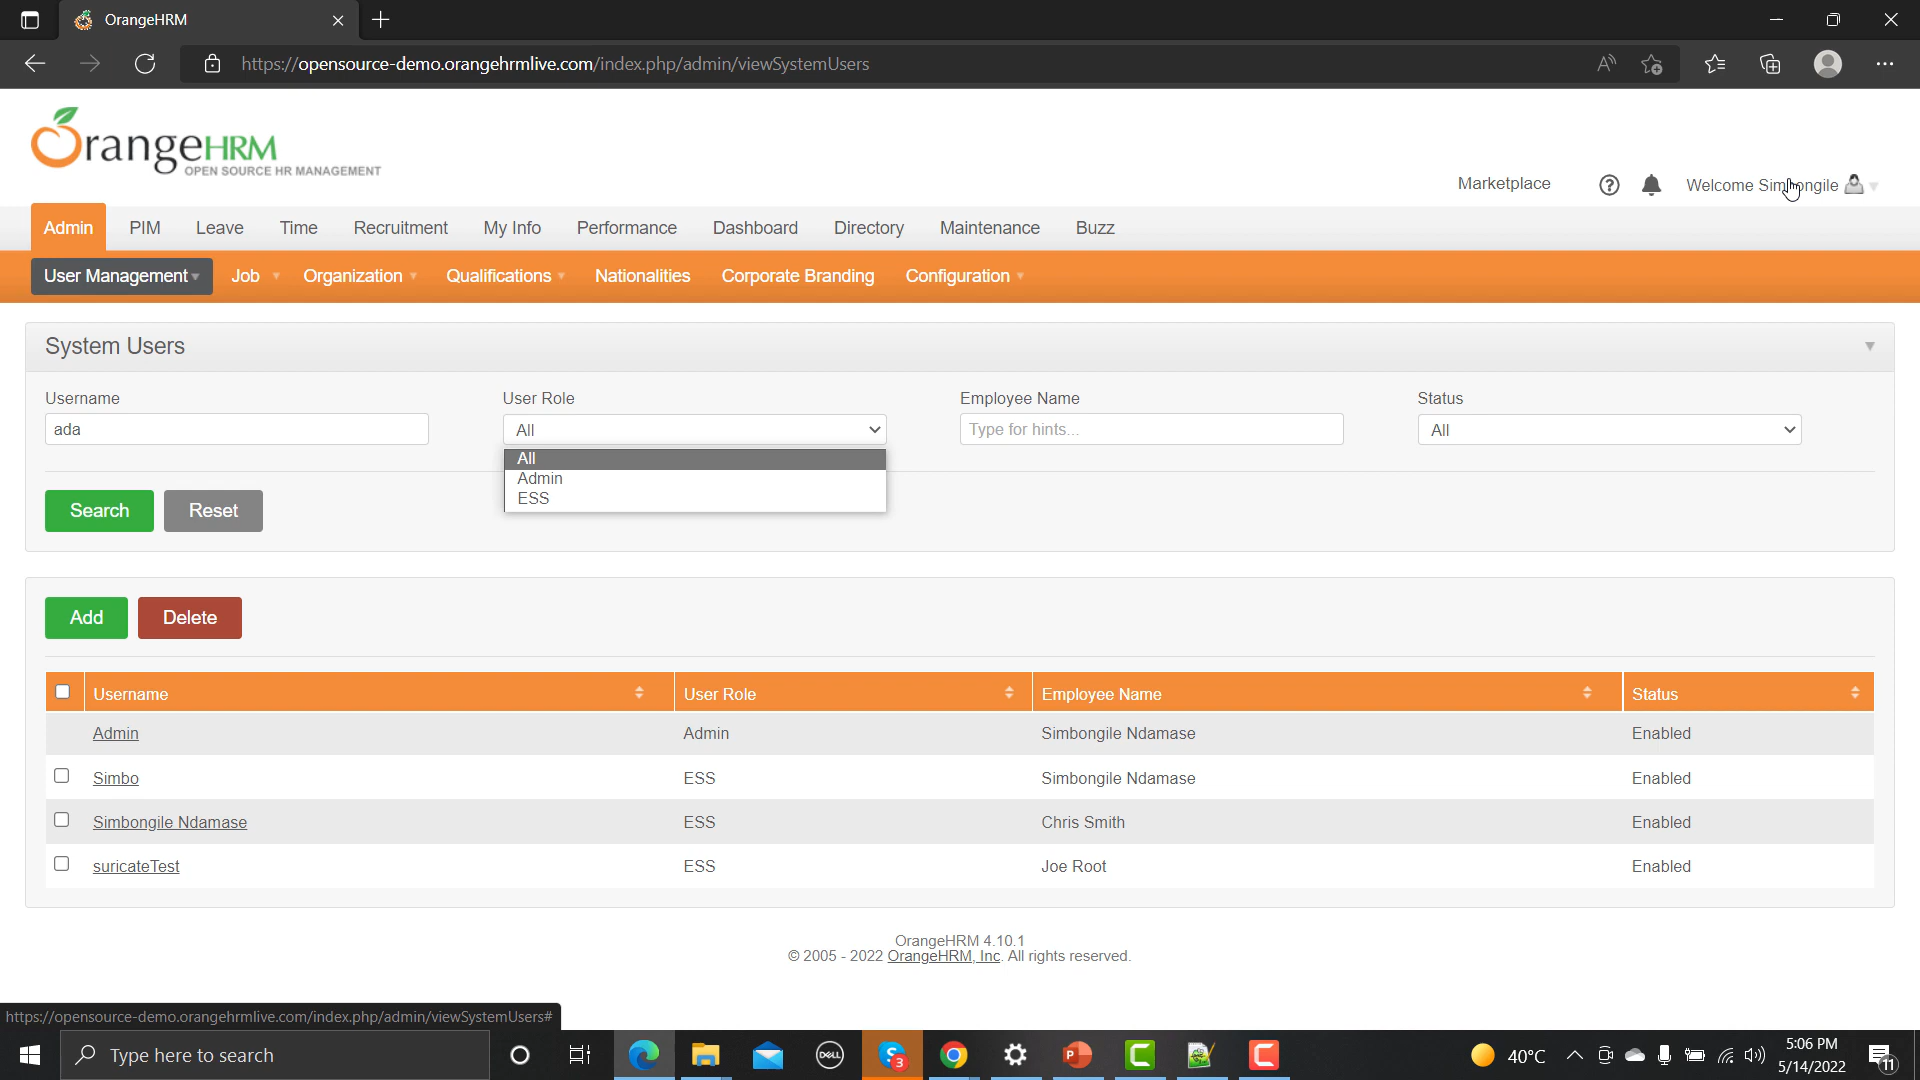 OrangeHRM
https://opensource-demo.orangehrmlive.com/index.php/admin/viewSystemUsers
OrangeHRM
OPEN SOURCE HR MANAGEMENT
Marketplace
Welcome Simbongile
Admin PIM Leave Time Recruitment My Info Performance Dashboard Directory Maintenance Buzz
User Management Job Organization Qualifications Nationalities Corporate Branding Configuration
System Users
Username User Role Employee Name Status
ada All Type for hints... All
All
Admin
ESS
Search Reset
Add Delete
Username User Role Employee Name Status
Admin Admin Simbongile Ndamase Enabled
Simbo ESS Simbongile Ndamase Enabled
Simbongile Ndamase ESS Chris Smith Enabled
suricateTest ESS Joe Root Enabled
OrangeHRM 4.10.1
© 2005 - 2022 OrangeHRM, Inc. All rights reserved.
https://opensource-demo.orangehrmlive.com/index.php/admin/viewSystemUsers#
Type here to search
DELL
3
P
40°C
5:06 PM
5/14/2022
11